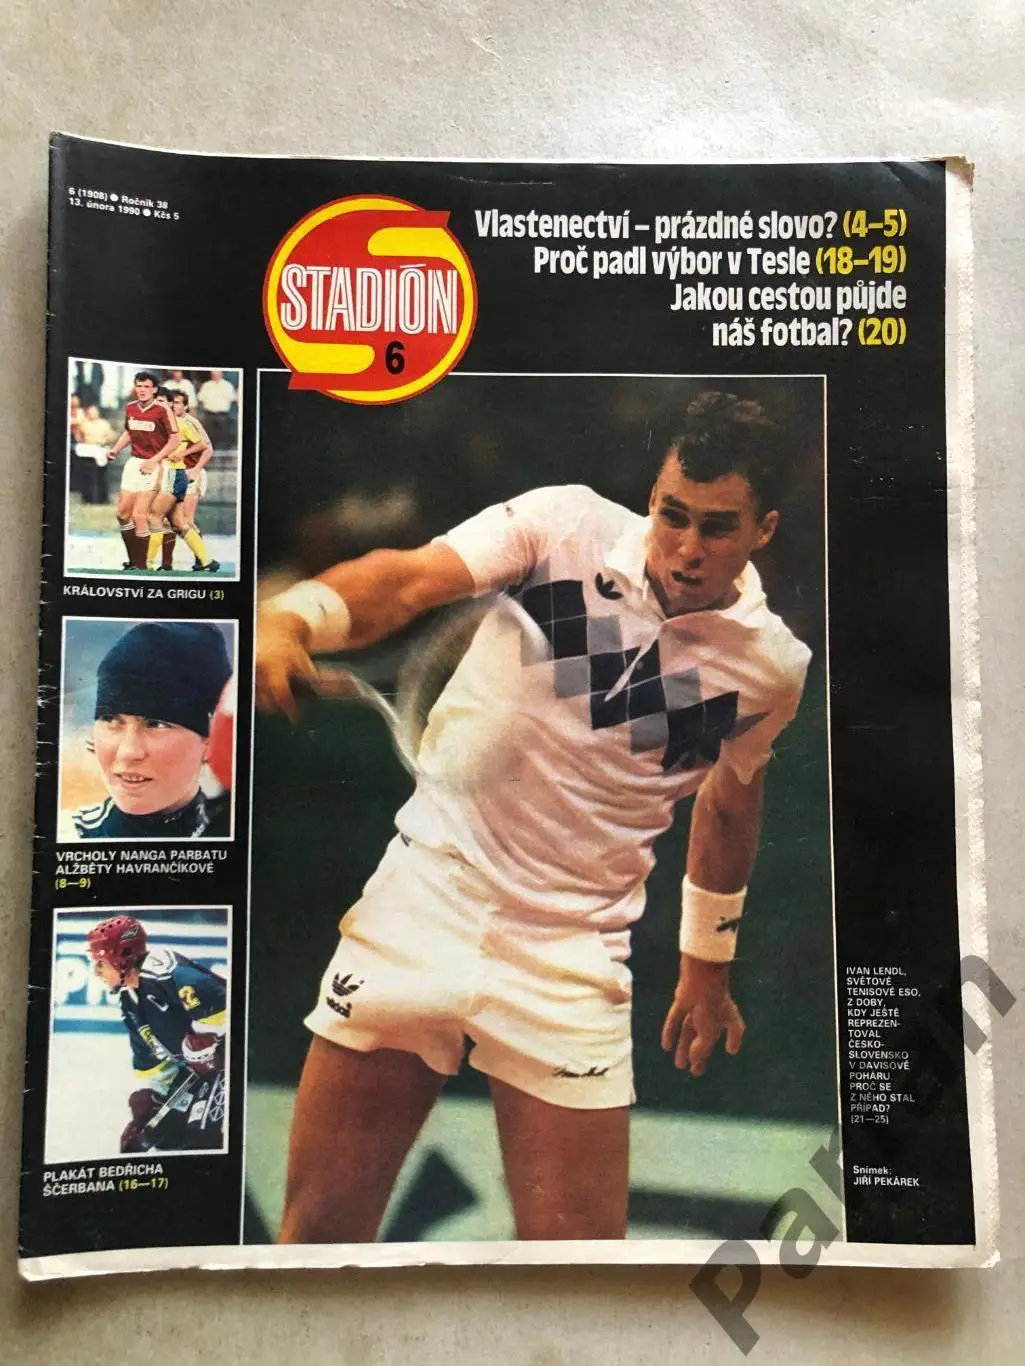 6 (1908) ● Ročník 38
13. února 1990 ● Kčs 5
STADIÓN
6
Vlastenectví – prázdné slovo? (4–5)
Proč padl výbor v Tesle (18–19)
Jakou cestou půjde
náš fotbal? (20)
KRÁLOVSTVÍ ZA GRIGU (3)
VRCHOLY NANGA PARBATU
ALŽBĚTY HAVRANČÍKOVÉ
(8—9)
2
PLAKÁT BEDŘICHA
ŠČERBANA (16—17)
adidas
IVAN LENDL,
SVĚTOVÉ
TENISOVÉ ESO,
Z DOBY,
KDY JEŠTĚ
REPREZEN-
TOVAL
ČESKO-
SLOVENSKO
V DAVISOVĚ
POHÁRU.
PROČ SE
Z NĚHO STAL
PŘÍPAD?
(21—25)
Snímek:
JIŘÍ PEKÁREK